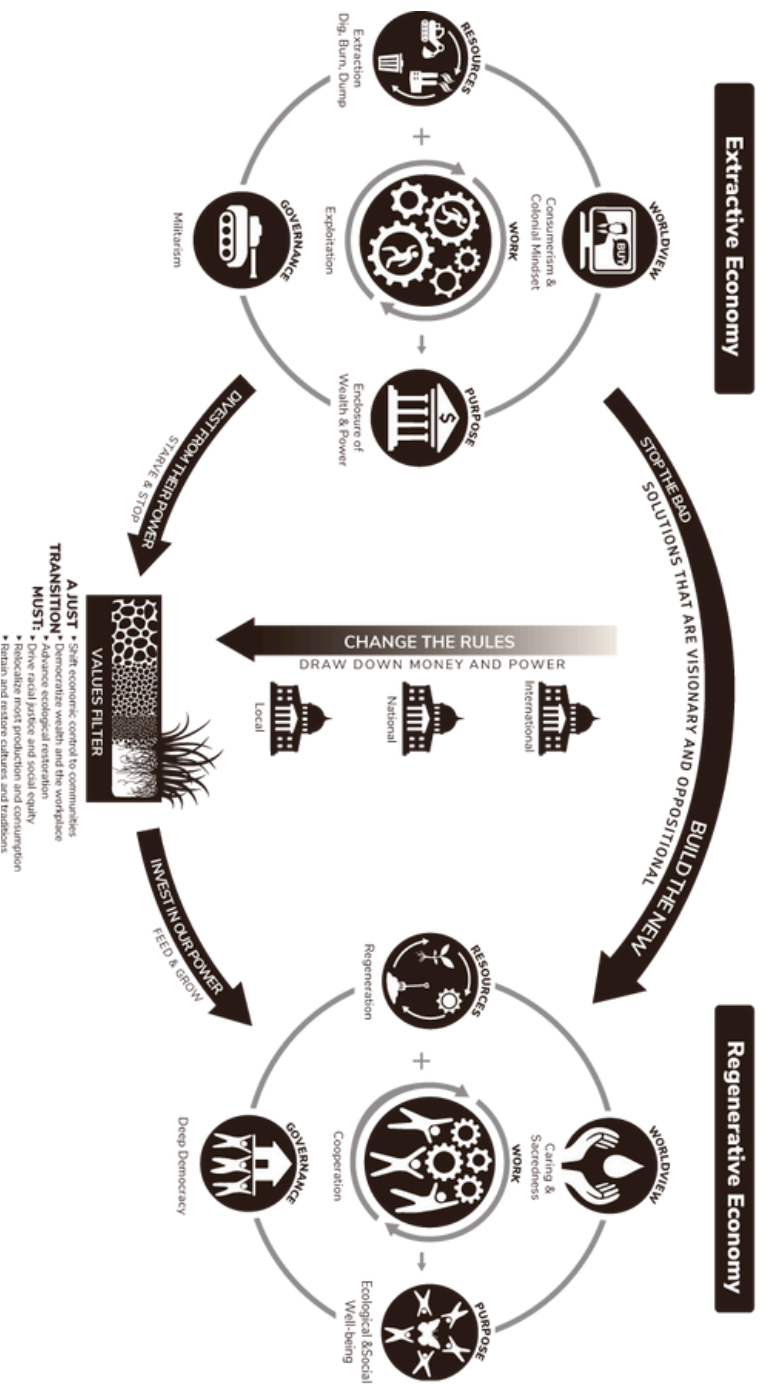 Extractive Economy
WORLDVIEW
BUY
Consumerism &
Colonial Mindset
RESOURCES
Extraction
Dig, Burn, Dump
+
WORK
Exploitation
PURPOSE
$
Enclosure of
Wealth & Power
GOVERNANCE
Militarism
STOP THE BAD
BUILD THE NEW
SOLUTIONS THAT ARE VISIONARY AND OPPOSITIONAL
CHANGE THE RULES
DRAW DOWN MONEY AND POWER
International
National
Local
DIVEST FROM THEIR POWER
STARVE & STOP
VALUES FILTER
INVEST IN OUR POWER
FEED & GROW
A JUST
TRANSITION
MUST:
‣ Shift economic control to communities
‣ Democratize wealth and the workplace
‣ Advance ecological restoration
‣ Drive racial justice and social equity
‣ Relocalize most production and consumption
‣ Retain and restore cultures and traditions
Regenerative Economy
WORLDVIEW
Caring &
Sacredness
RESOURCES
Regeneration
+
WORK
Cooperation
PURPOSE
Ecological &Social
Well-being
GOVERNANCE
Deep Democracy